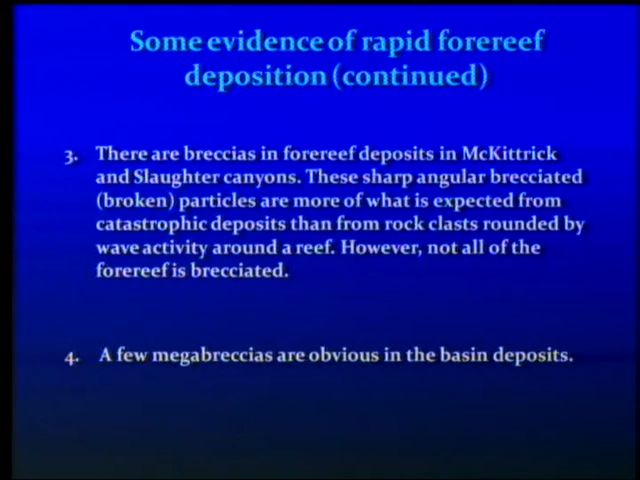 Some evidence of rapid forereef
deposition (continued)
3. There are breccias in forereef deposits in McKittrick
and Slaughter canyons. These sharp angular brecciated
(broken) particles are more of what is expected from
catastrophic deposits than from rock clasts rounded by
wave activity around a reef. However, not all of the
forereef is brecciated.
4. A few megabreccias are obvious in the basin deposits.